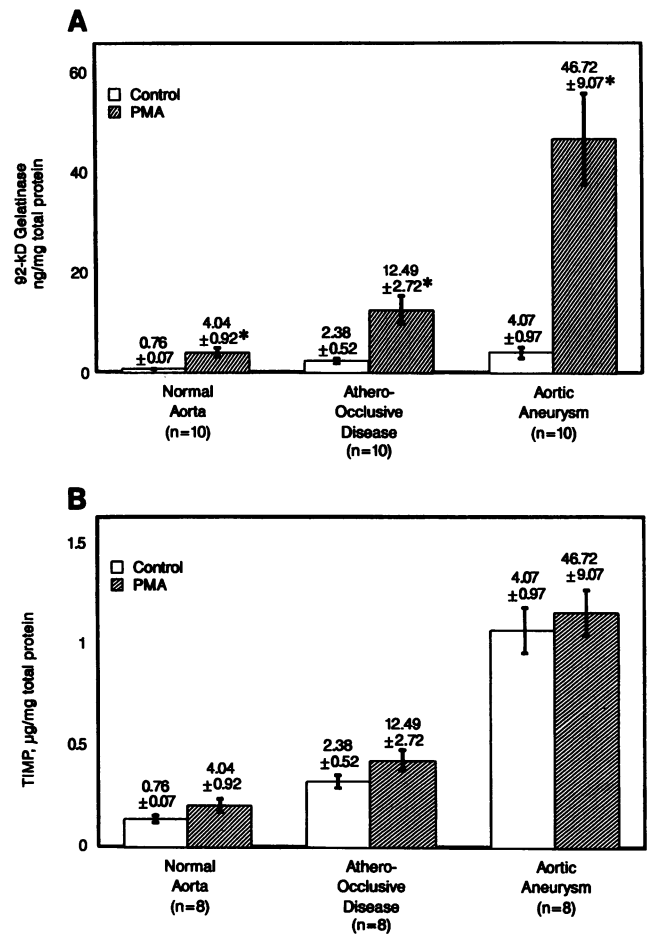 A
92-kD Gelatinase
ng/mg total protein
60
40
20
0
Control
PMA
0.76
±0.07
4.04
±0.92*
2.38
±0.52
12.49
±2.72*
4.07
±0.97
46.72
±9.07*
Normal
Aorta
(n=10)
Athero-
Occlusive
Disease
(n=10)
Aortic
Aneurysm
(n=10)
B
TIMP, µg/mg total protein
1.5
1
0.5
0
Control
PMA
0.76
±0.07
4.04
±0.92
2.38
±0.52
12.49
±2.72
4.07
±0.97
46.72
±9.07
Normal
Aorta
(n=8)
Athero-
Occlusive
Disease
(n=8)
Aortic
Aneurysm
(n=8)